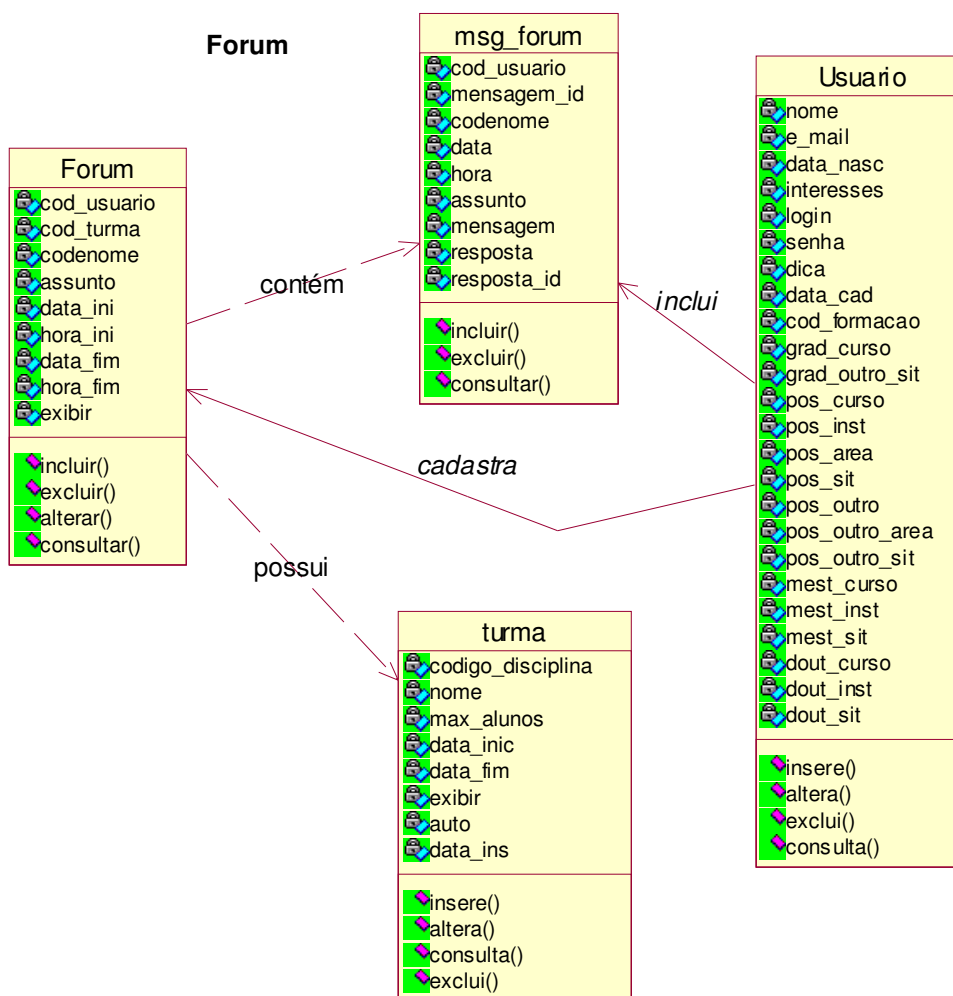 Forum
msg_forum
cod_usuario
mensagem_id
codenome
data
hora
assunto
mensagem
resposta
resposta_id
incluir()
excluir()
consultar()
Usuario
nome
e_mail
data_nasc
interesses
login
senha
dica
data_cad
cod_formacao
grad_curso
grad_outro_sit
pos_curso
pos_inst
pos_area
pos_sit
pos_outro
pos_outro_area
pos_outro_sit
mest_curso
mest_inst
mest_sit
dout_curso
dout_inst
dout_sit
insere()
altera()
exclui()
consulta()
Forum
cod_usuario
cod_turma
codenome
assunto
data_ini
hora_ini
data_fim
hora_fim
exibir
incluir()
excluir()
alterar()
consultar()
contém
inclui
cadastra
possui
turma
codigo_disciplina
nome
max_alunos
data_inic
data_fim
exibir
auto
data_ins
insere()
altera()
consulta()
exclui()